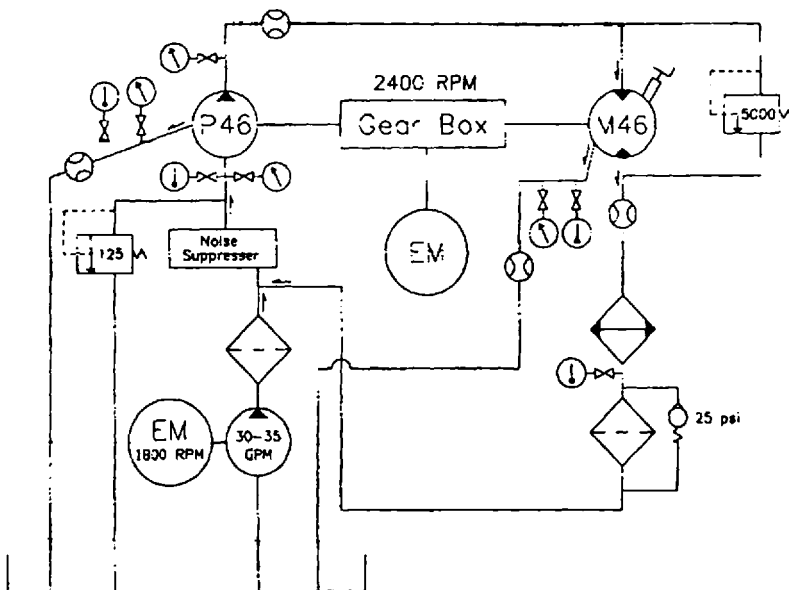 2400 RPM
P46
Gear Box
M46
5000
Noise
Suppresser
125
EM
EM
1800 RPM
30-35
GPM
25 psi